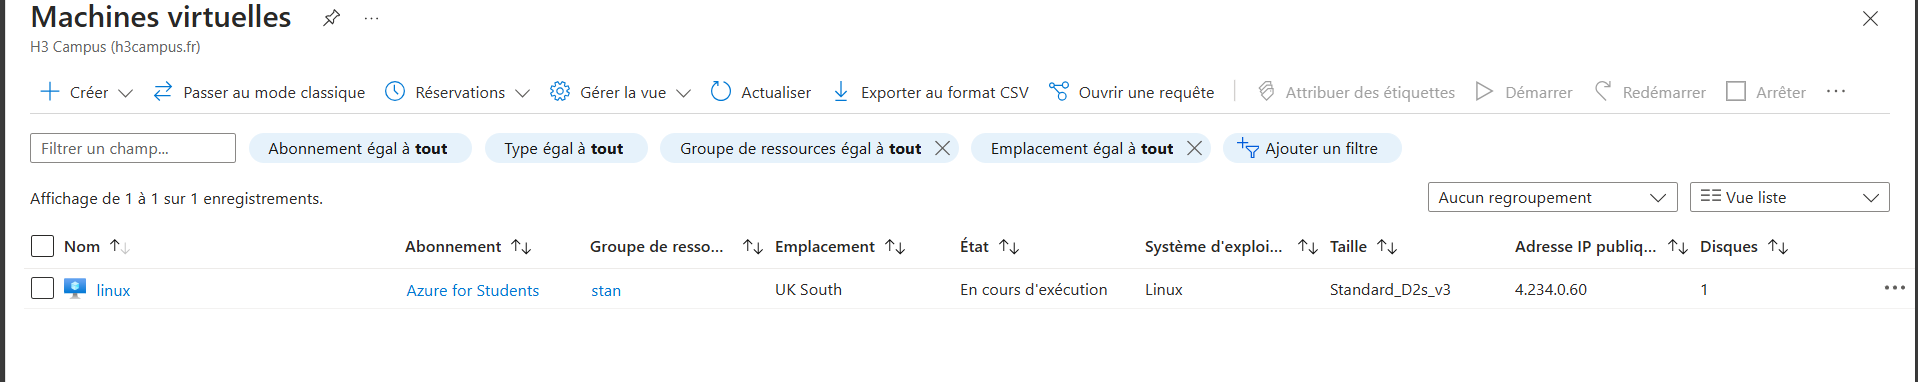 Machines virtuelles ...
H3 Campus (h3campus.fr)
Créer Passer au mode classique Réservations Gérer la vue Actualiser Exporter au format CSV Ouvrir une requête Attribuer des étiquettes Démarrer Redémarrer Arrêter ...
Filtrer un champ... Abonnement égal à tout Type égal à tout Groupe de ressources égal à tout Emplacement égal à tout Ajouter un filtre
Affichage de 1 à 1 sur 1 enregistrements. Aucun regroupement Vue liste
Nom Abonnement Groupe de resso... Emplacement État Système d'exploi... Taille Adresse IP publiq... Disques
linux Azure for Students stan UK South En cours d'exécution Linux Standard_D2s_v3 4.234.0.60 1 ...